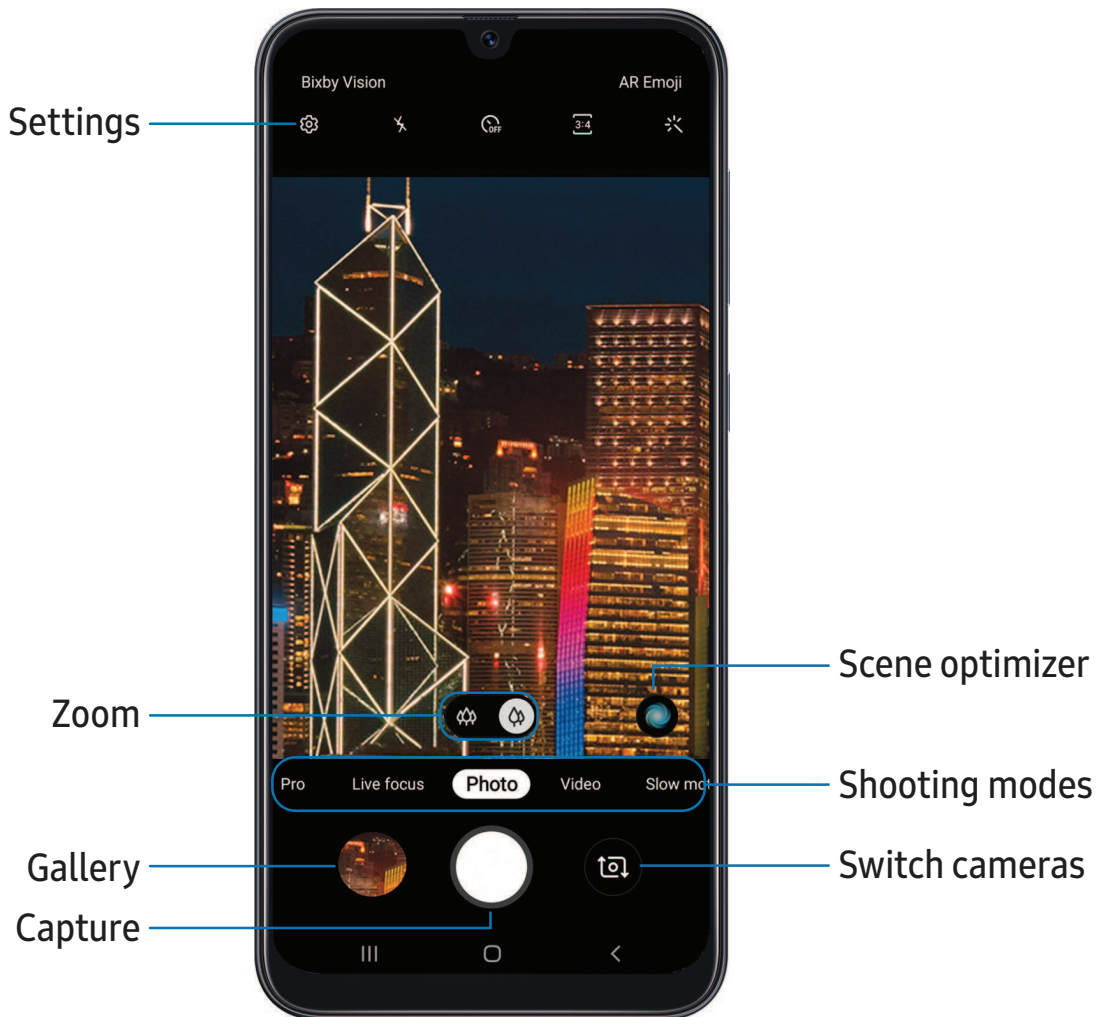 Bixby Vision AR Emoji
Settings
OFF
3:4
Scene optimizer
Zoom
Pro Live focus Photo Video Slow mot
Shooting modes
Gallery
Switch cameras
Capture